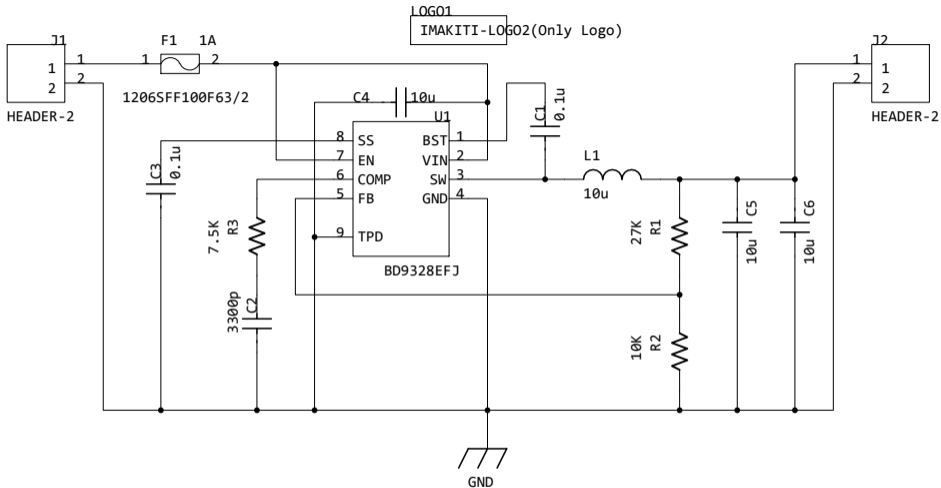 LOGO1
IMAKITI-LOGO2(Only Logo)
J1
1
2
1
2
HEADER-2
F1 1A
1 2
1206SFF100F63/2
J2
1
2
1
2
HEADER-2
C4 10u
U1
8 SS BST 1
7 EN VIN 2
6 COMP SW 3
5 FB GND 4
9 TPD
BD9328EFJ
C1
0.1u
C3
0.1u
L1
10u
7.5K
R3
3300p
C2
27K
R1
10K
R2
C5
10u
C6
10u
GND